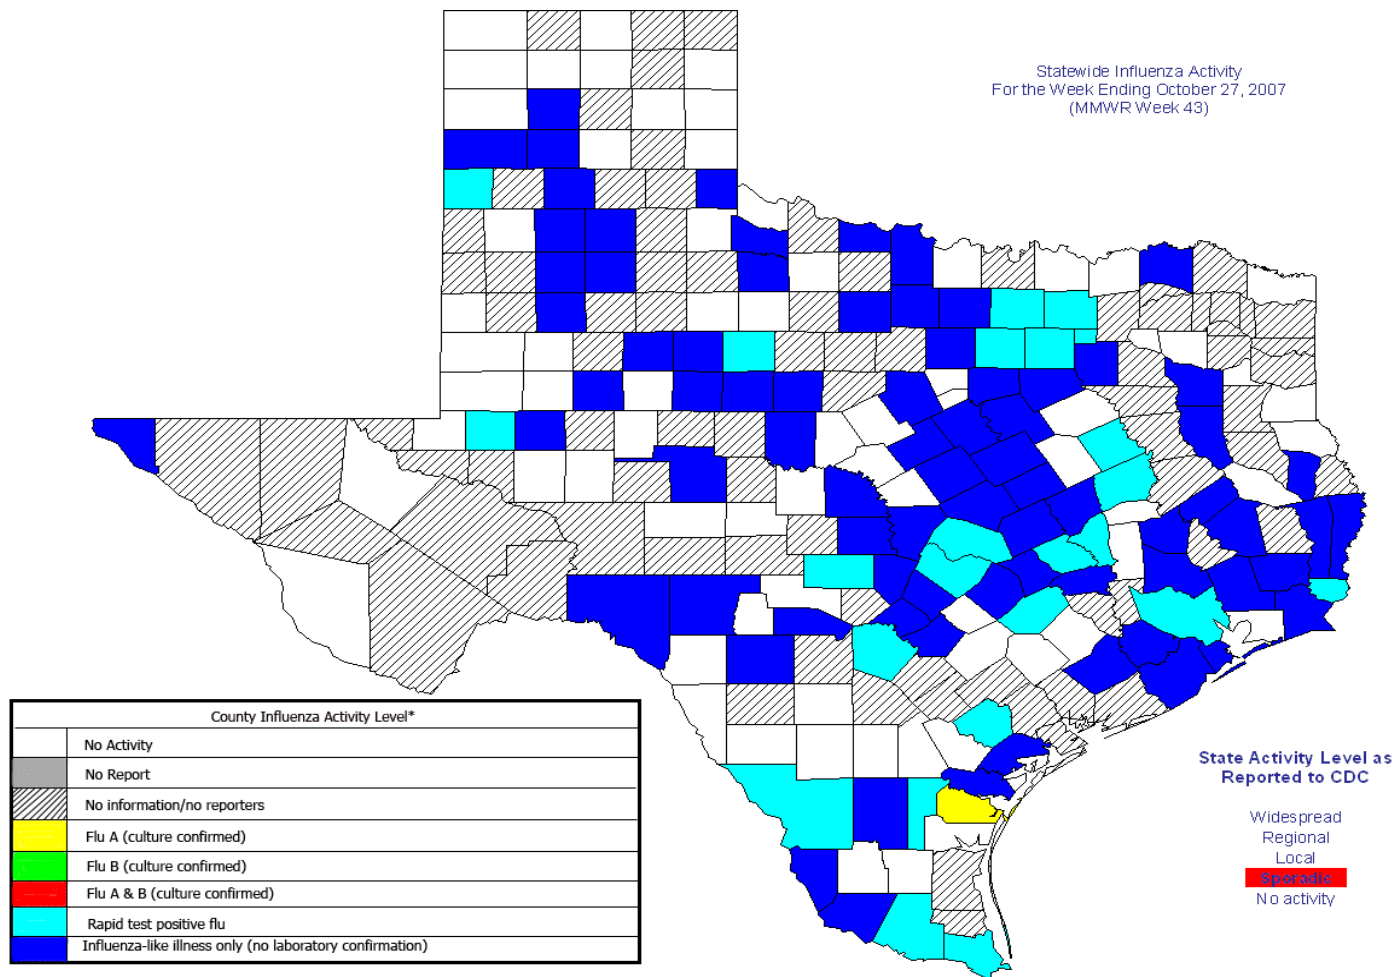 Statewide Influenza Activity
For the Week Ending October 27, 2007
(MMWR Week 43)
County Influenza Activity Level*
No Activity
No Report
No information/no reporters
Flu A (culture confirmed)
Flu B (culture confirmed)
Flu A & B (culture confirmed)
Rapid test positive flu
Influenza-like illness only (no laboratory confirmation)
State Activity Level as
Reported to CDC
Widespread
Regional
Local
Sporadic
No activity